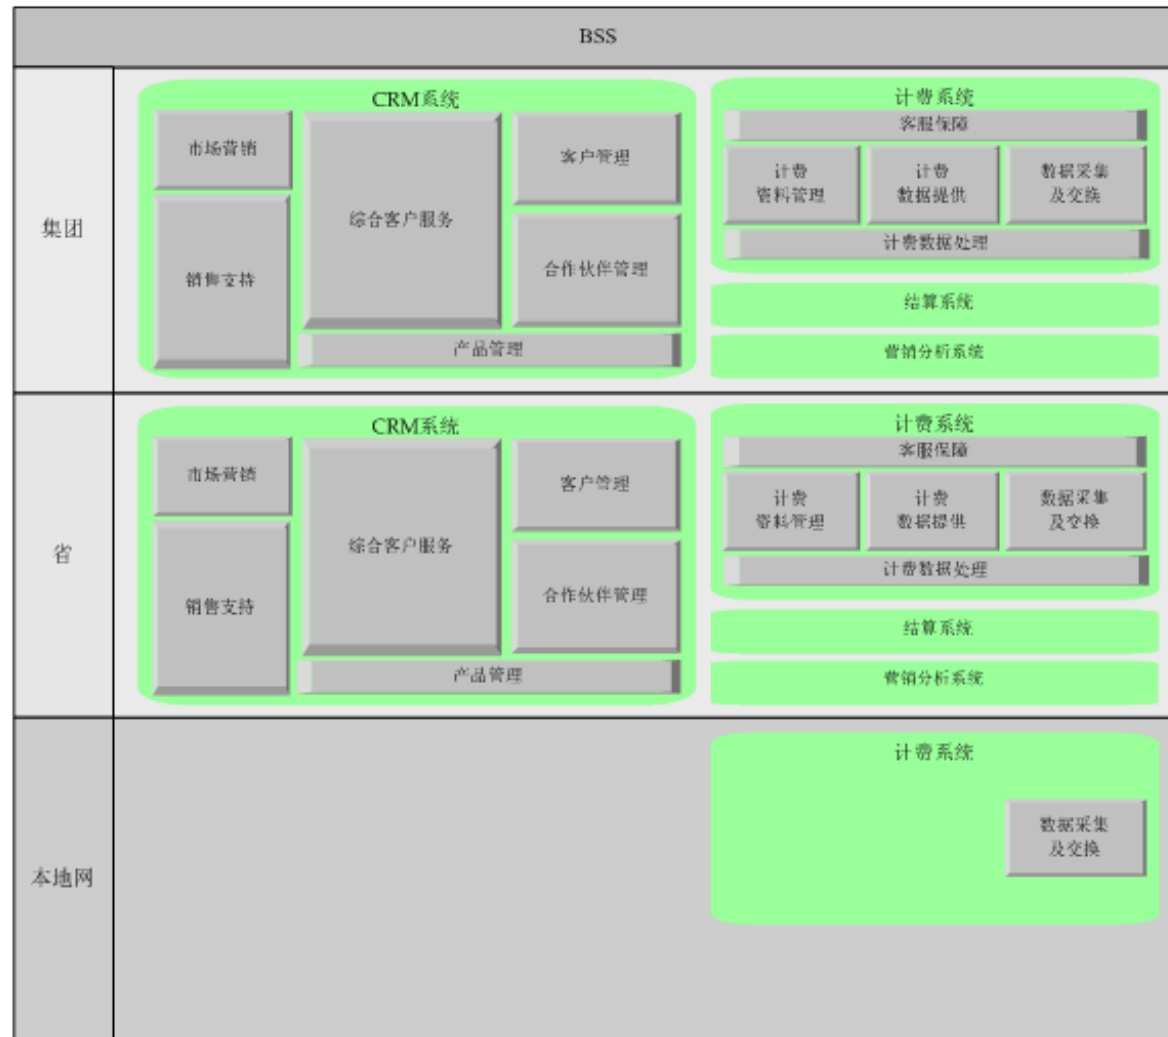 BSS
集团
CRM系统
市场营销
销售支持
综合客户服务
客户管理
合作伙伴管理
产品管理
计费系统
客服保障
计费
资料管理
计费
数据提供
数据采集
及交换
计费数据处理
结算系统
营销分析系统
省
CRM系统
市场营销
销售支持
综合客户服务
客户管理
合作伙伴管理
产品管理
计费系统
客服保障
计费
资料管理
计费
数据提供
数据采集
及交换
计费数据处理
结算系统
营销分析系统
本地网
计费系统
数据采集
及交换